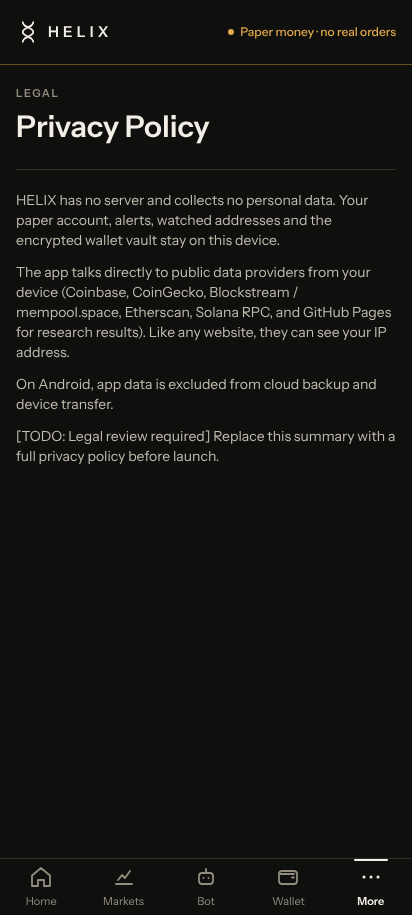 HELIX
Paper money · no real orders
LEGAL
Privacy Policy
HELIX has no server and collects no personal data. Your
paper account, alerts, watched addresses and the
encrypted wallet vault stay on this device.
The app talks directly to public data providers from your
device (Coinbase, CoinGecko, Blockstream /
mempool.space, Etherscan, Solana RPC, and GitHub Pages
for research results). Like any website, they can see your IP
address.
On Android, app data is excluded from cloud backup and
device transfer.
[TODO: Legal review required] Replace this summary with a
full privacy policy before launch.
Home
Markets
Bot
Wallet
More